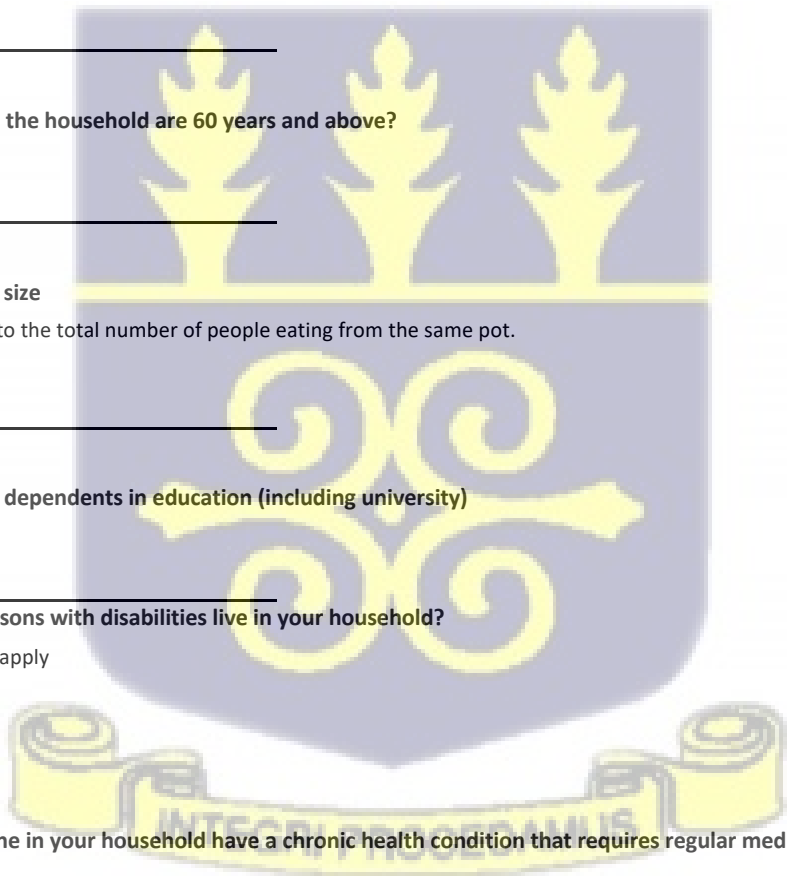 the household are 60 years and above?
size
to the total number of people eating from the same pot.
dependents in education (including university)
sons with disabilities live in your household?
apply
INTEGRI PROCEDAMUS
ne in your household have a chronic health condition that requires regular med